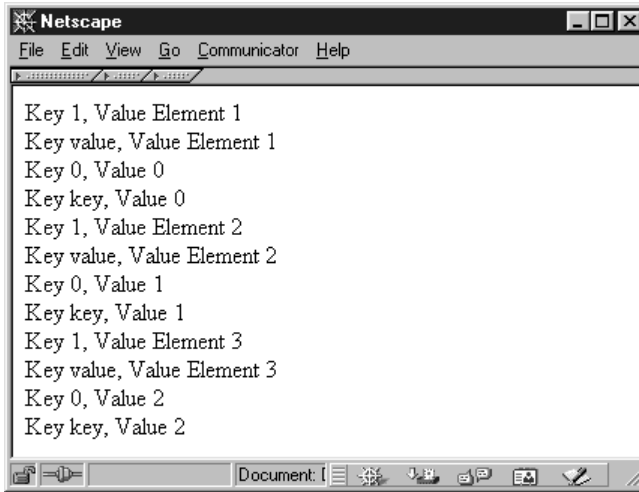 Netscape
File Edit View Go Communicator Help
Key 1, Value Element 1
Key value, Value Element 1
Key 0, Value 0
Key key, Value 0
Key 1, Value Element 2
Key value, Value Element 2
Key 0, Value 1
Key key, Value 1
Key 1, Value Element 3
Key value, Value Element 3
Key 0, Value 2
Key key, Value 2
Document: